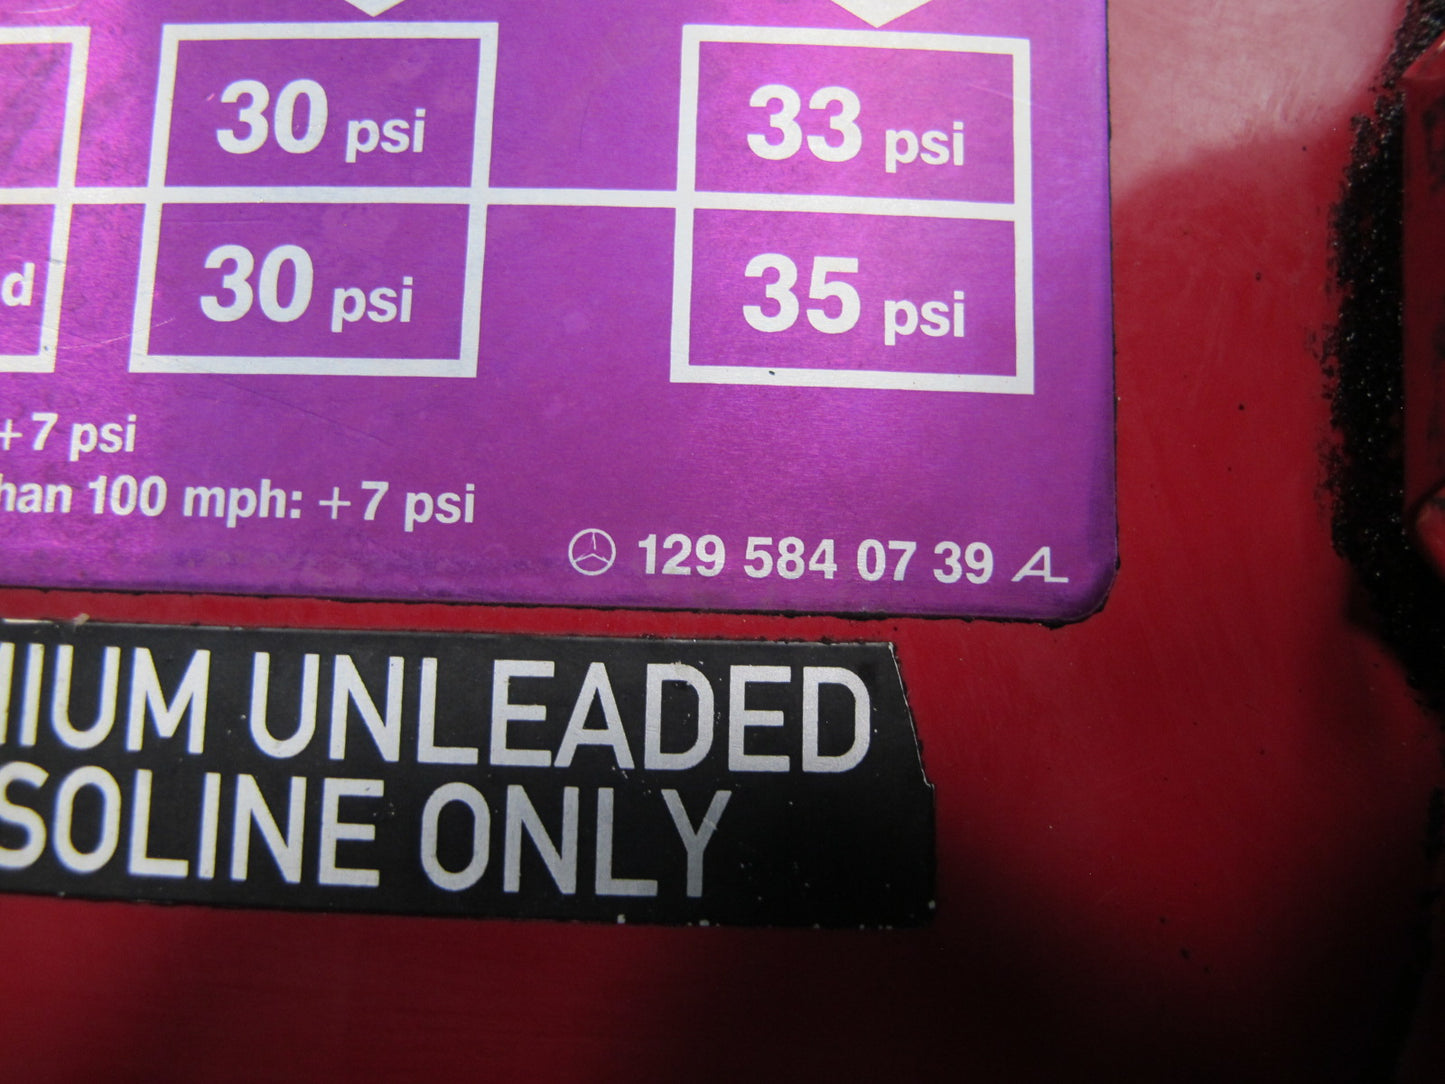 30 psi 33 psi
d 30 psi 35 psi
+7 psi
han 100 mph: +7 psi
129 584 07 39 AL
IUM UNLEADED
SOLINE ONLY